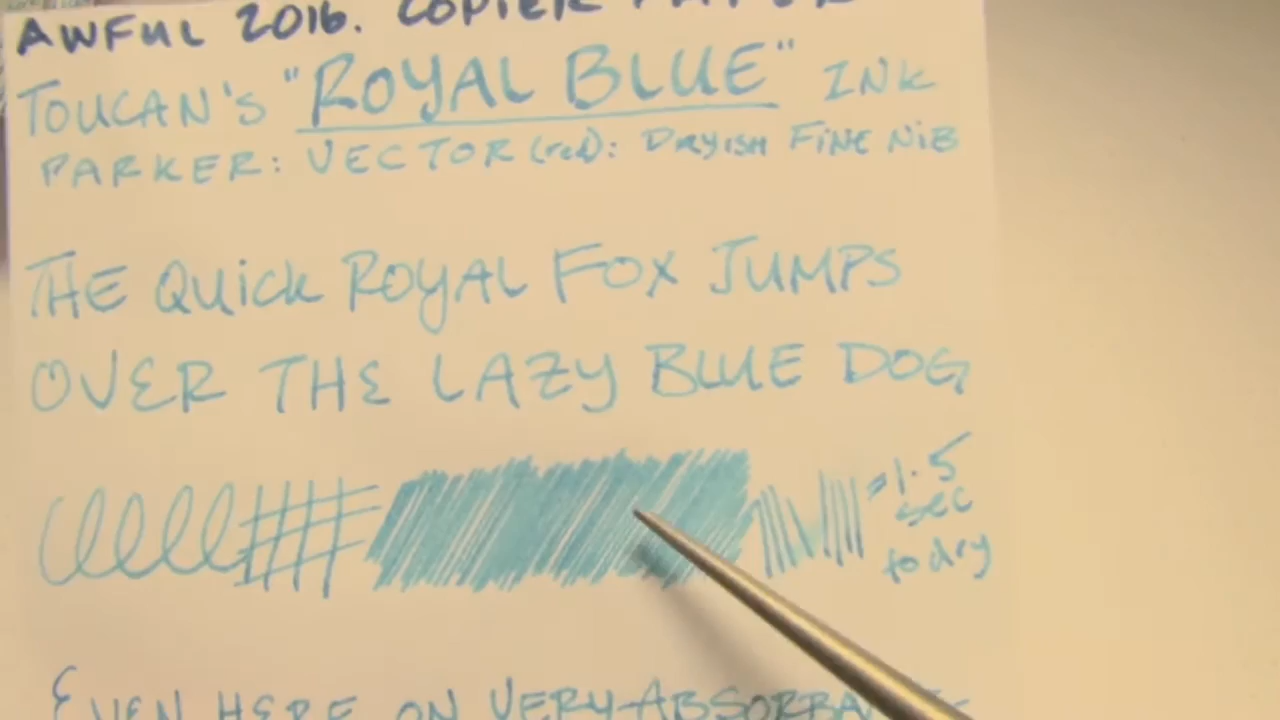 AWFUL 2016. COPIER PAPER
TOUCAN'S "ROYAL BLUE" INK
PARKER: VECTOR (red): DRYISH FINE NIB
THE QUICK ROYAL FOX JUMPS
OVER THE LAZY BLUE DOG
1.5
sec
to dry
EVEN HERE ON VERY